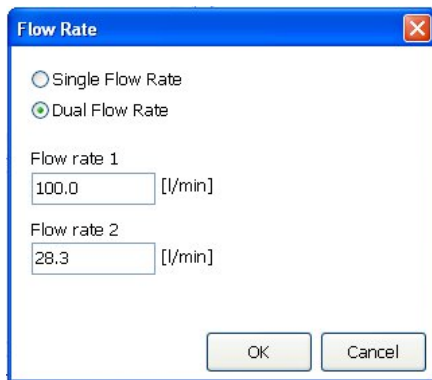 Flow Rate
Single Flow Rate
Dual Flow Rate
Flow rate 1
100.0 [l/min]
Flow rate 2
28.3 [l/min]
OK Cancel